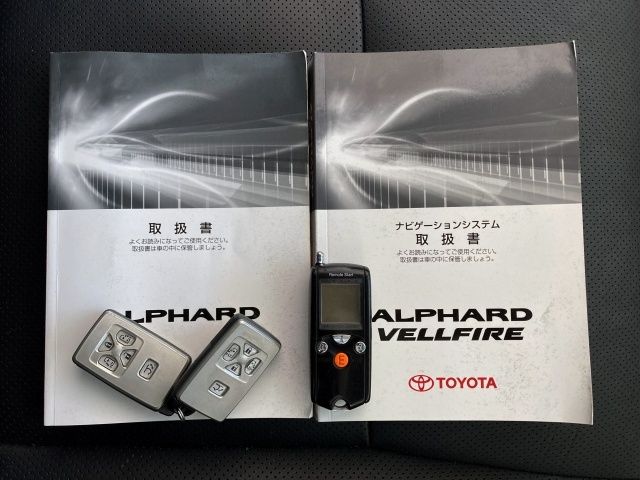 取扱書
よくお読みになってご使用ください。
取扱書は車の中に保管しましょう。
LPHARD
ナビゲーションシステム
取扱書
よくお読みになってご使用ください。
取扱書は車の中に保管しましょう。
Remote Start
ALPHARD
VELLFIRE
TOYOTA
E